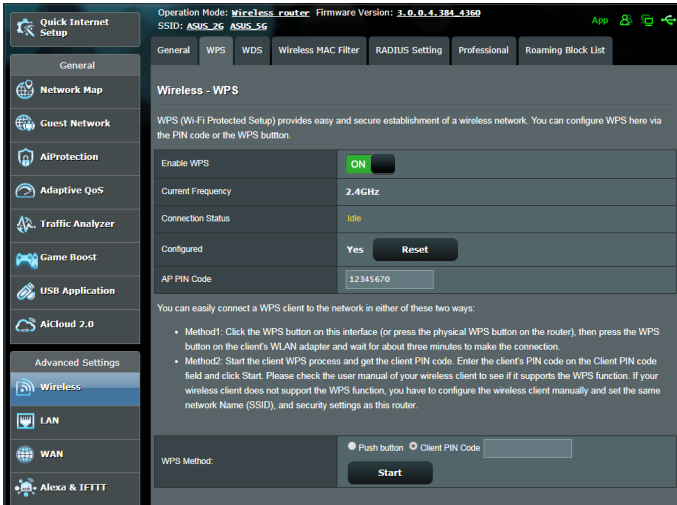 Quick Internet
Setup
Operation Mode: Wireless router Firmware Version: 3.0.0.4.384_4360
SSID: ASUS_2G ASUS_5G
App
General
WPS
WDS
Wireless MAC Filter
RADIUS Setting
Professional
Roaming Block List
General
Network Map
Guest Network
AiProtection
Adaptive QoS
Traffic Analyzer
Game Boost
USB Application
AiCloud 2.0
Advanced Settings
Wireless
LAN
WAN
Alexa & IFTTT
Wireless - WPS
WPS (Wi-Fi Protected Setup) provides easy and secure establishment of a wireless network. You can configure WPS here via
the PIN code or the WPS buttton.
Enable WPS ON
Current Frequency 2.4GHz
Connection Status Idle
Configured Yes Reset
AP PIN Code 12345670
You can easily connect a WPS client to the network in either of these two ways:
• Method1: Click the WPS button on this interface (or press the physical WPS button on the router), then press the WPS
button on the client's WLAN adapter and wait for about three minutes to make the connection.
• Method2: Start the client WPS process and get the client PIN code. Enter the client's PIN code on the Client PIN code
field and click Start. Please check the user manual of your wireless client to see if it supports the WPS function. If your
wireless client does not support the WPS function, you have to configure the wireless client manually and set the same
network Name (SSID), and security settings as this router.
WPS Method: Push button Client PIN Code
Start